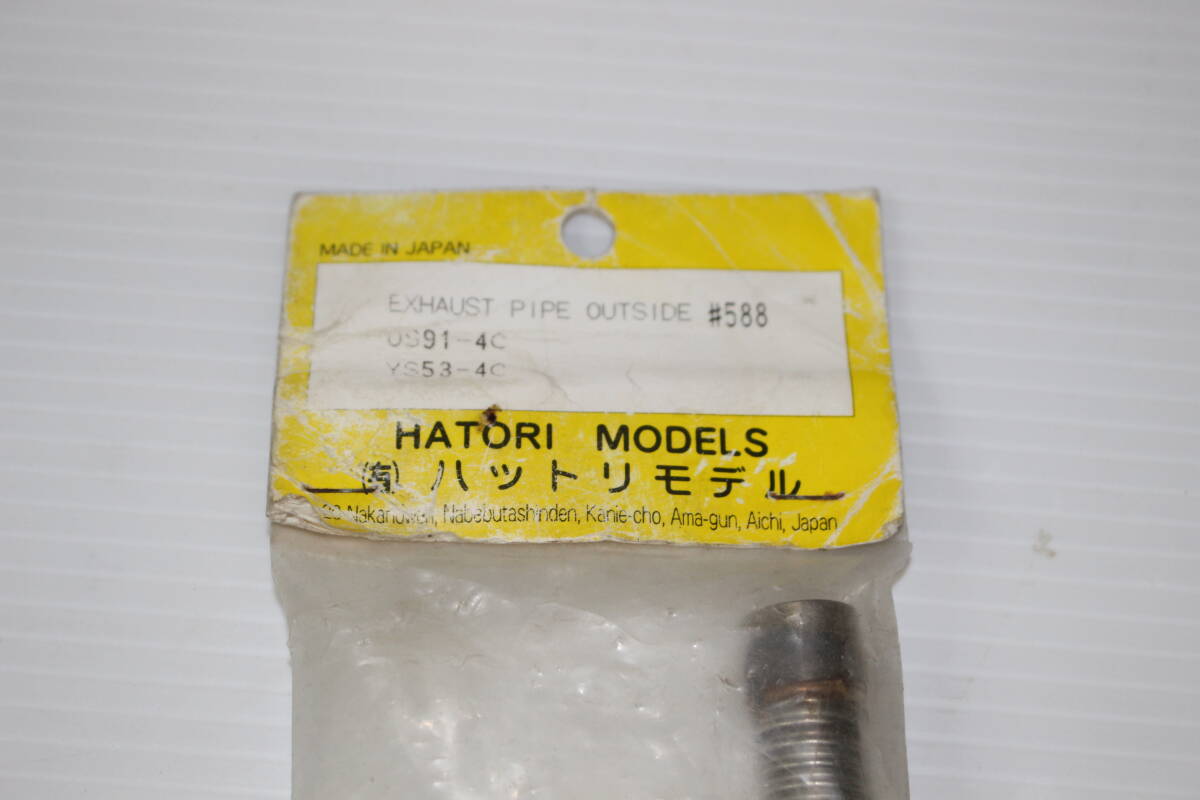 MADE IN JAPAN
EXHAUST PIPE OUTSIDE #588
OS91-4C
YS53-4C
HATORI MODELS
㈲ ハットリモデル
Nabebutashinden, Kanie-cho, Ama-gun, Aichi, Japan